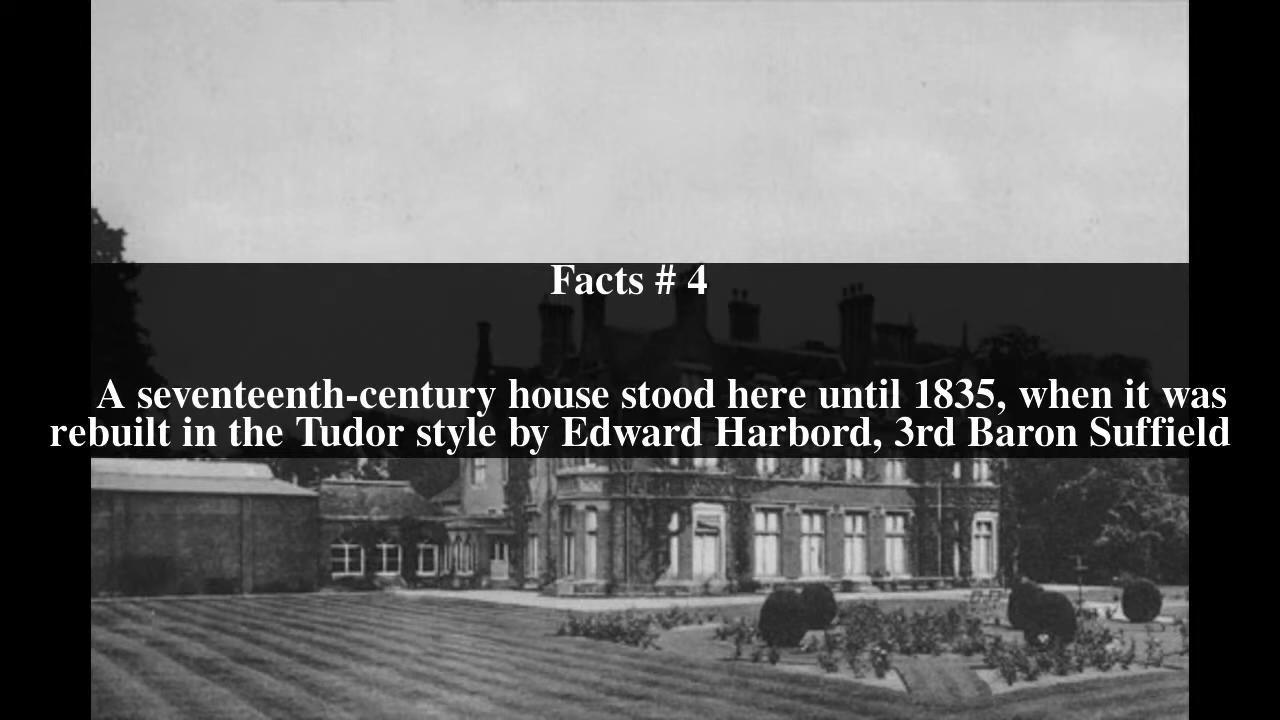 Facts # 4
A seventeenth-century house stood here until 1835, when it was
rebuilt in the Tudor style by Edward Harbord, 3rd Baron Suffield